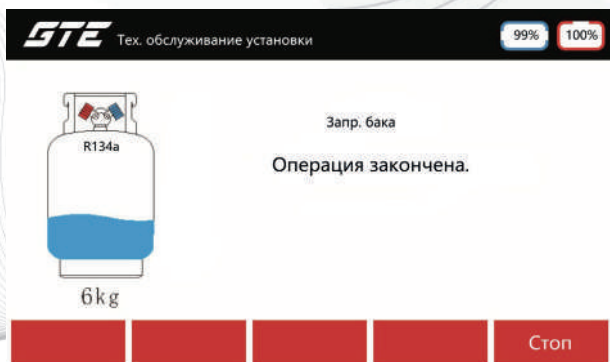 GTE Тех. обслуживание установки 99% 100%
Запр. бака
R134a
Операция закончена.
6kg
Стоп